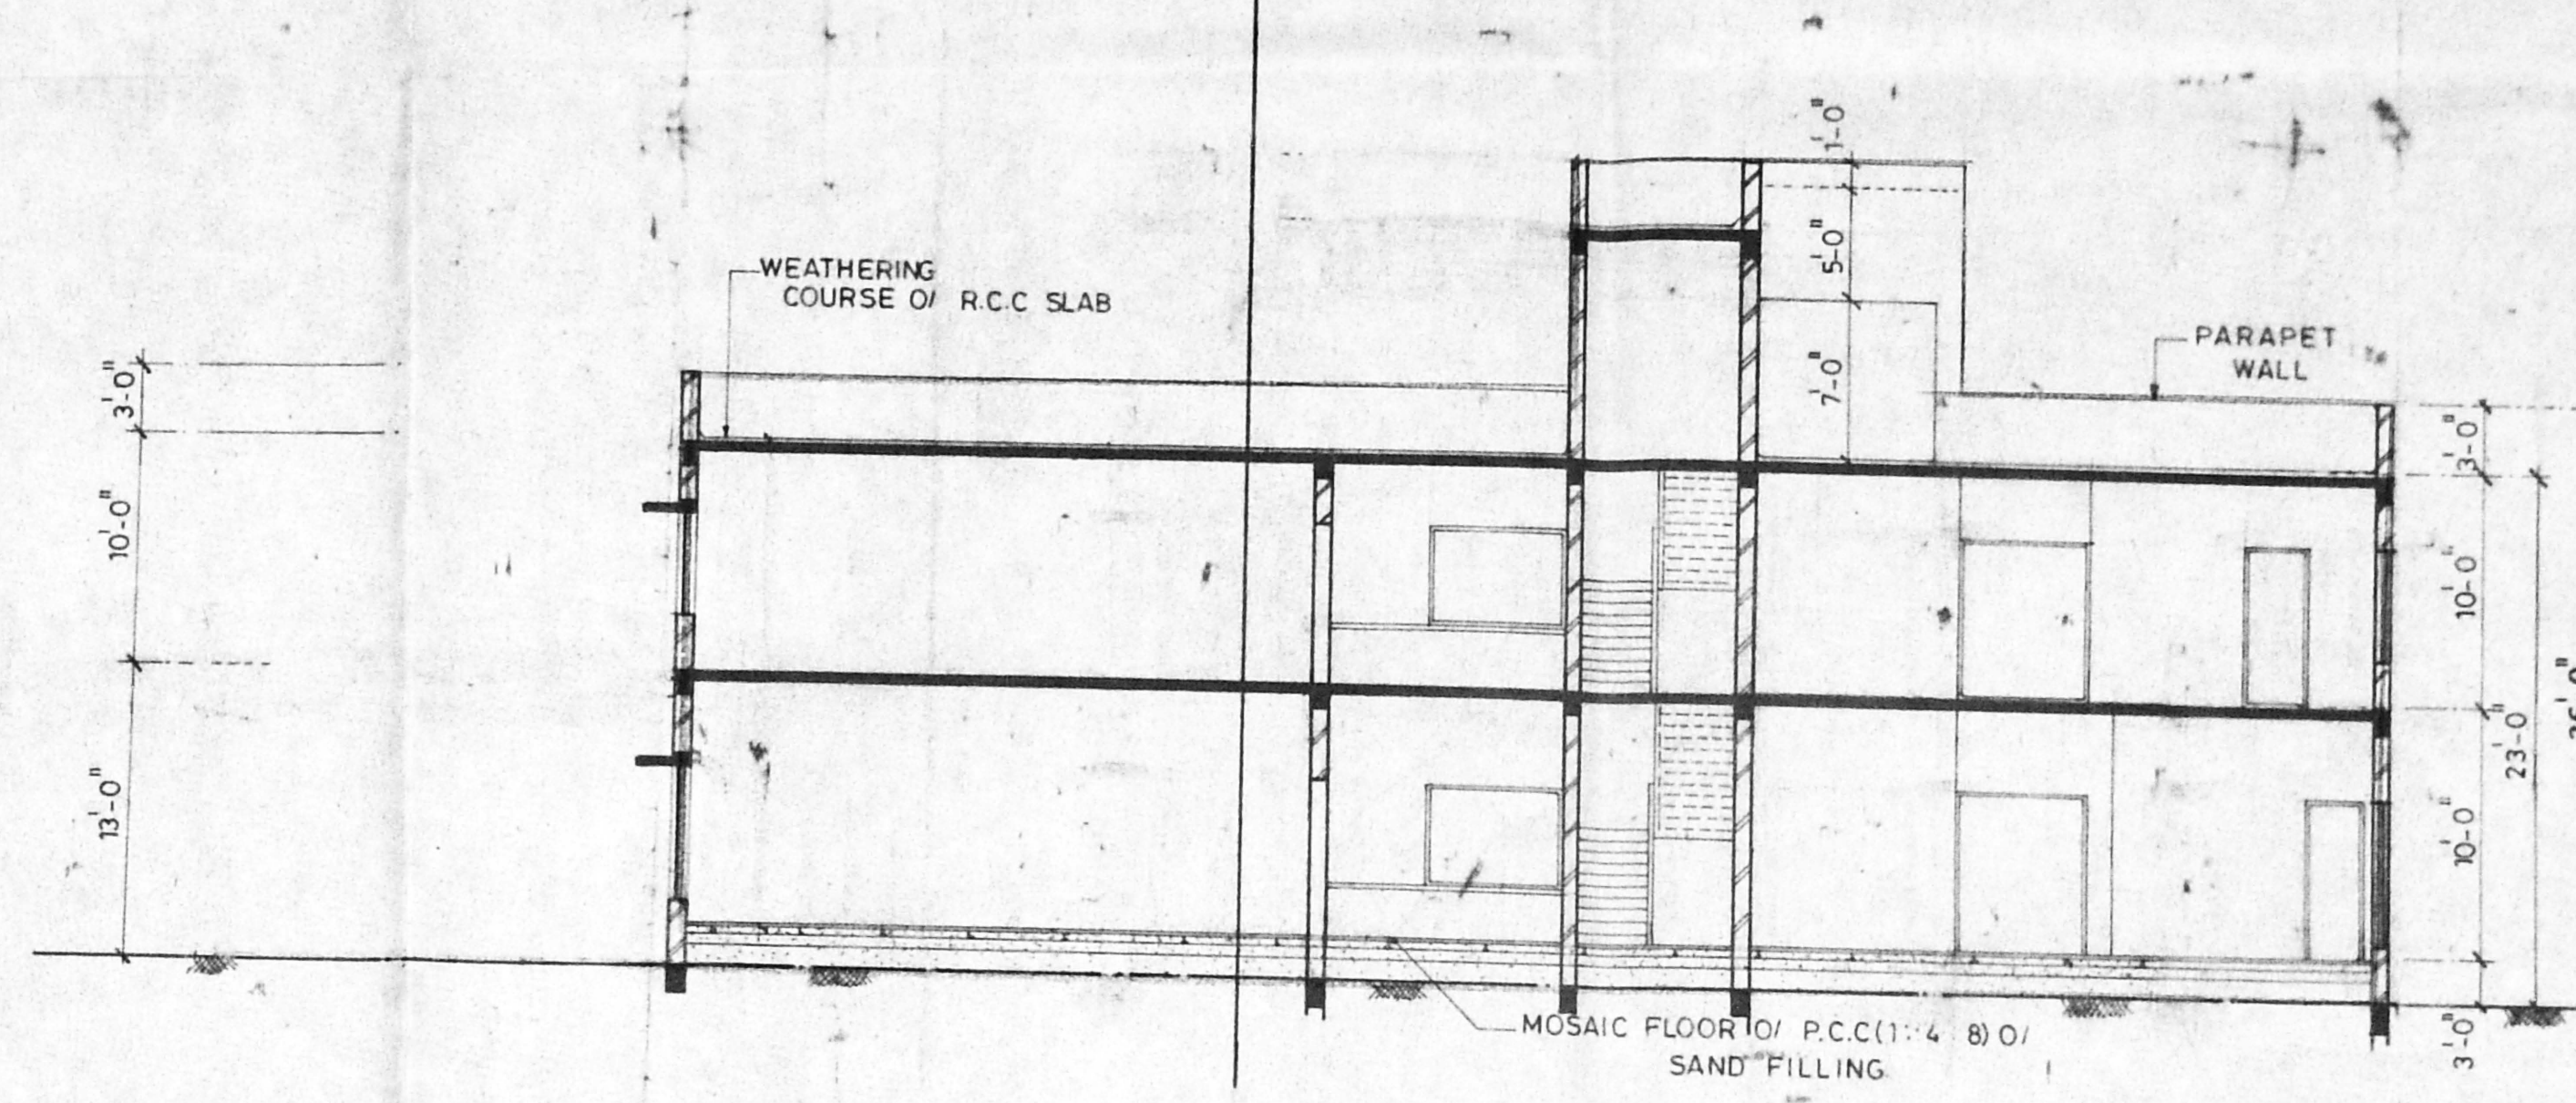 1'-0"
5'-0"
7'-0"
WEATHERING
COURSE O/ R.C.C SLAB
PARAPET
WALL
3'-0"
10'-0"
13'-0"
3'-0"
10'-0"
10'-0"
3'-0"
23'-0"
MOSAIC FLOOR O/ P.C.C(1:4:8) O/
SAND FILLING